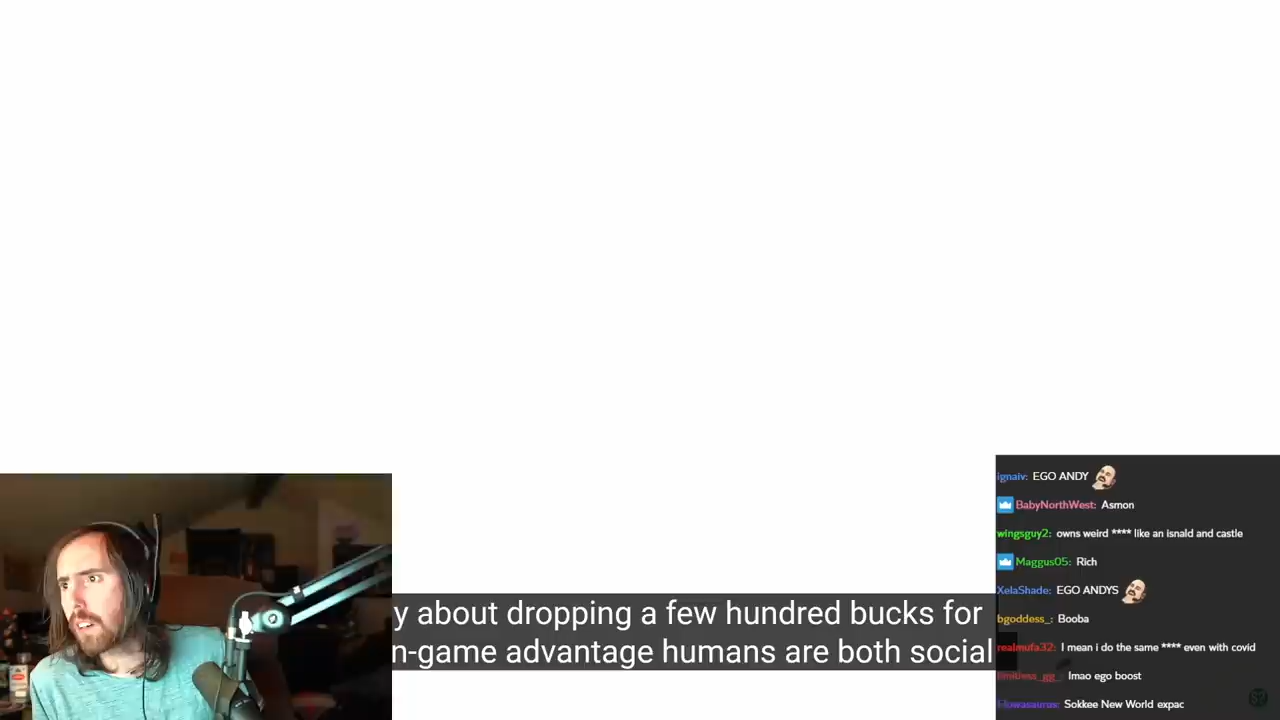 y about dropping a few hundred bucks for
n-game advantage humans are both social
ignaiv: EGO ANDY
BabyNorthWest: Asmon
wingsguy2: owns weird **** like an isnald and castle
Maggus05: Rich
XelaShade: EGO ANDYS
bgoddess_: Booba
realmufa32: I mean i do the same **** even with covid
limitless_gg_: lmao ego boost
Flowasaurus: Sokkee New World expac